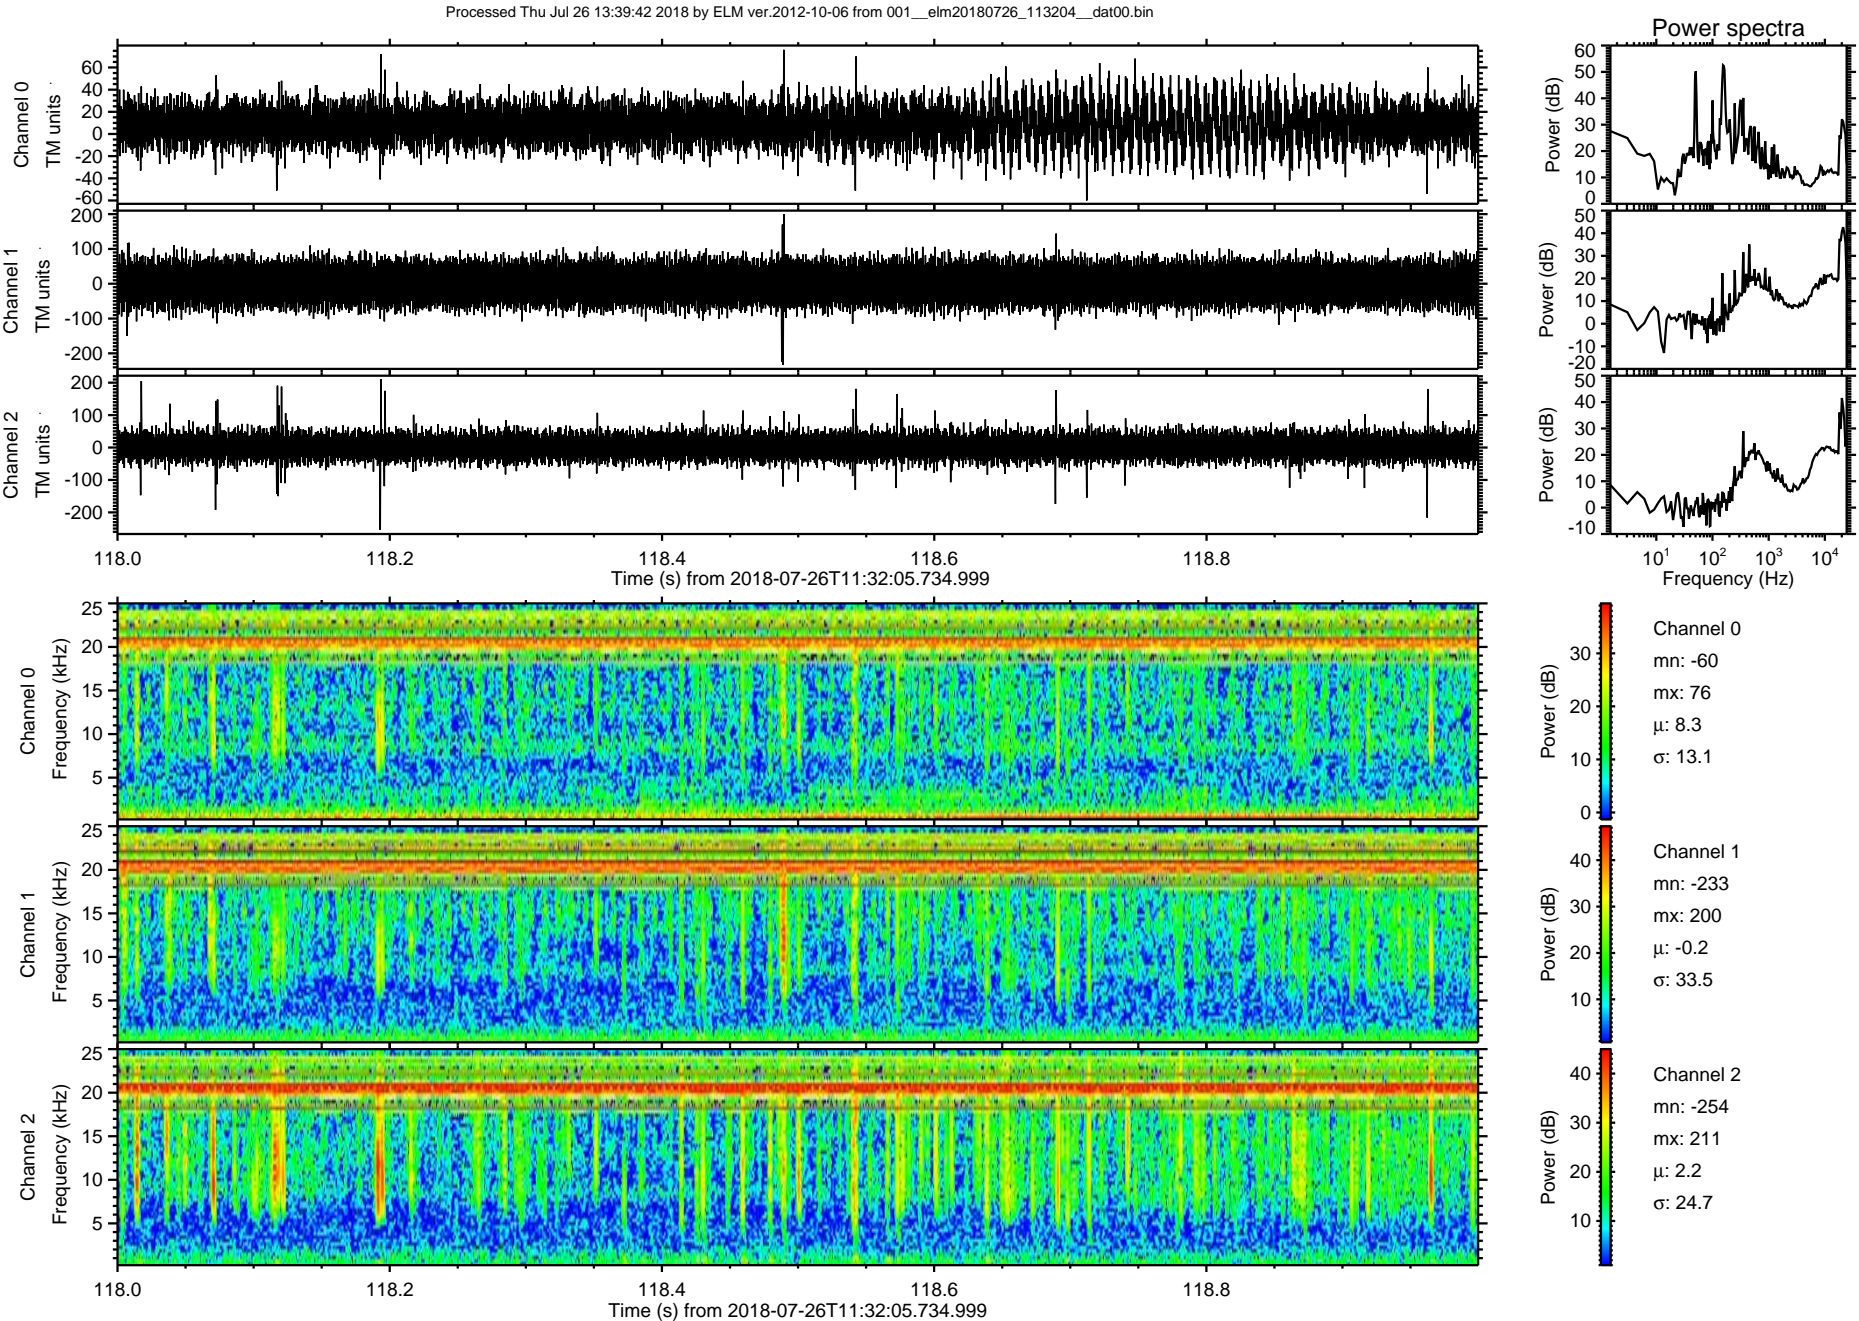 Processed Thu Jul 26 13:39:42 2018 by ELM ver.2012-10-06 from 001__elm20180726_113204__dat00.bin
Power spectra
Channel 0
TM units
60
40
20
0
-20
-40
-60
Power (dB)
60
50
40
30
20
10
0
Channel 1
TM units
200
100
0
-100
-200
Power (dB)
50
40
30
20
10
0
-10
-20
Channel 2
TM units
200
100
0
-100
-200
Power (dB)
50
40
30
20
10
0
-10
118.0 118.2 118.4 118.6 118.8
Time (s) from 2018-07-26T11:32:05.734.999
10^1 10^2 10^3 10^4
Frequency (Hz)
Channel 0
Frequency (kHz)
25
20
15
10
5
Power (dB)
30
20
10
0
Channel 0
mn: -60
mx: 76
μ: 8.3
σ: 13.1
Channel 1
Frequency (kHz)
25
20
15
10
5
Power (dB)
40
30
20
10
Channel 1
mn: -233
mx: 200
μ: -0.2
σ: 33.5
Channel 2
Frequency (kHz)
25
20
15
10
5
Power (dB)
40
30
20
10
Channel 2
mn: -254
mx: 211
μ: 2.2
σ: 24.7
118.0 118.2 118.4 118.6 118.8
Time (s) from 2018-07-26T11:32:05.734.999